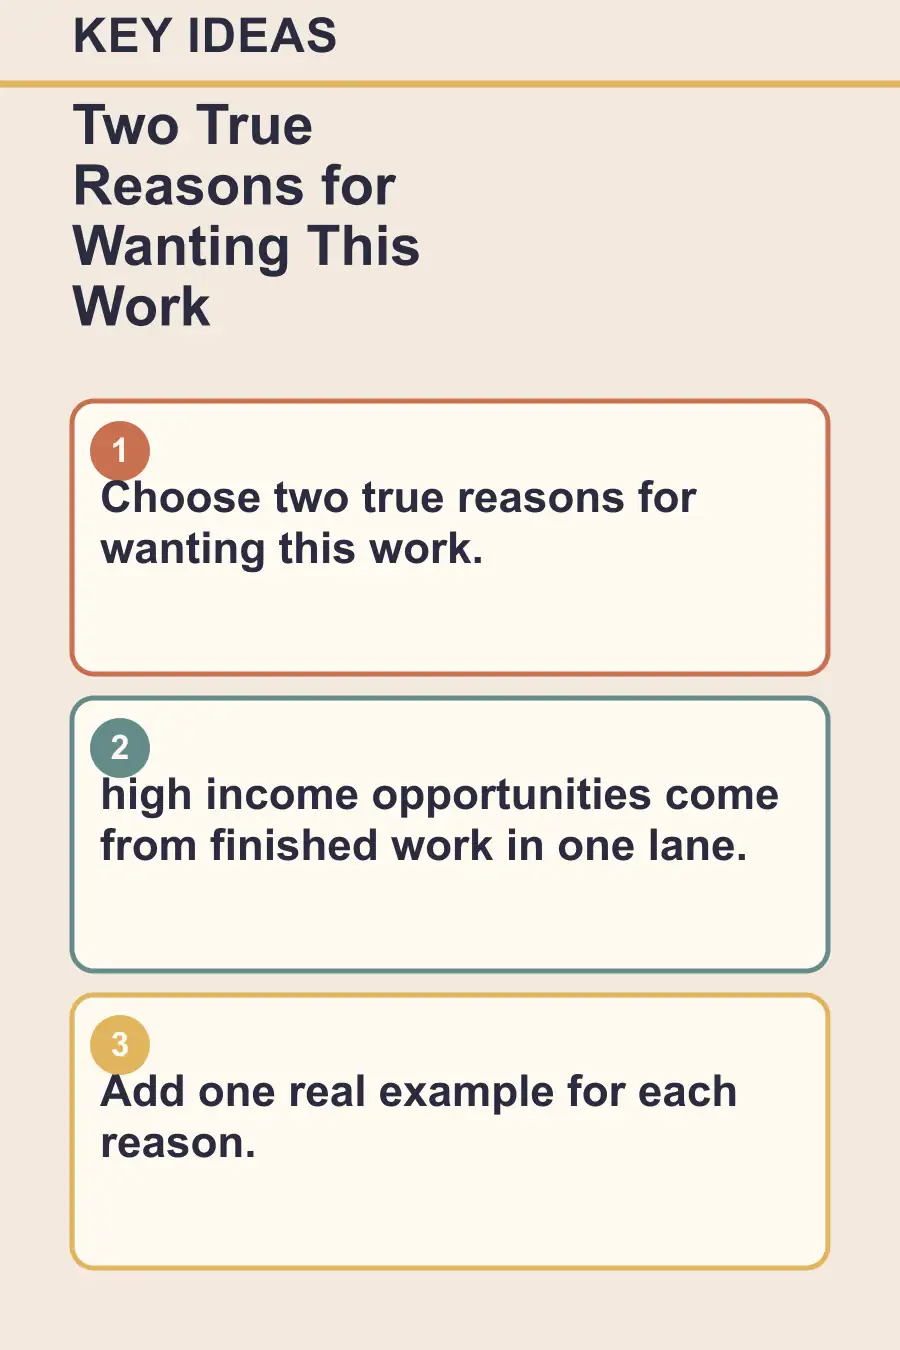 KEY IDEAS
Two True
Reasons for
Wanting This
Work
1
Choose two true reasons for
wanting this work.
2
high income opportunities come
from finished work in one lane.
3
Add one real example for each
reason.